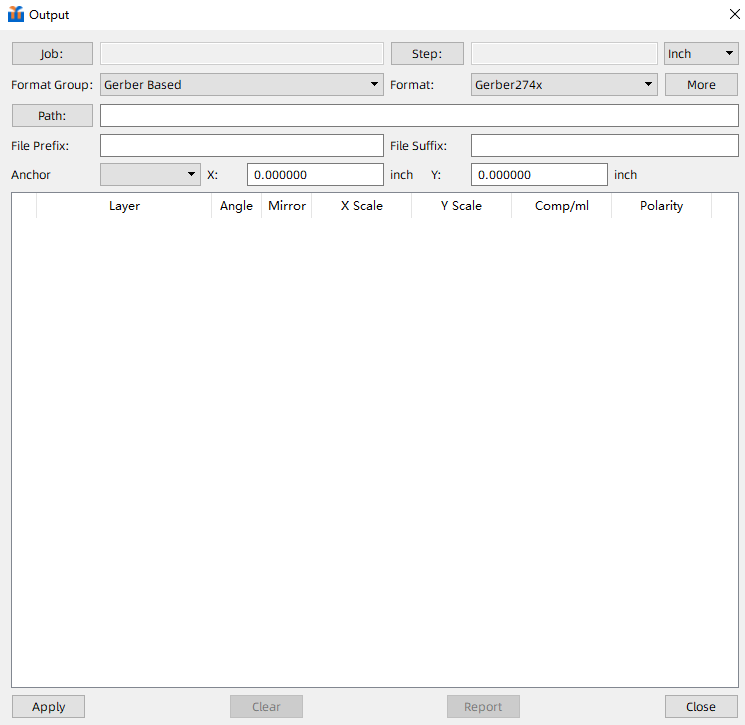 Output
Job: Step: Inch
Format Group: Gerber Based Format: Gerber274x More
Path:
File Prefix: File Suffix:
Anchor X: 0.000000 inch Y: 0.000000 inch
Layer Angle Mirror X Scale Y Scale Comp/ml Polarity
Apply Clear Report Close